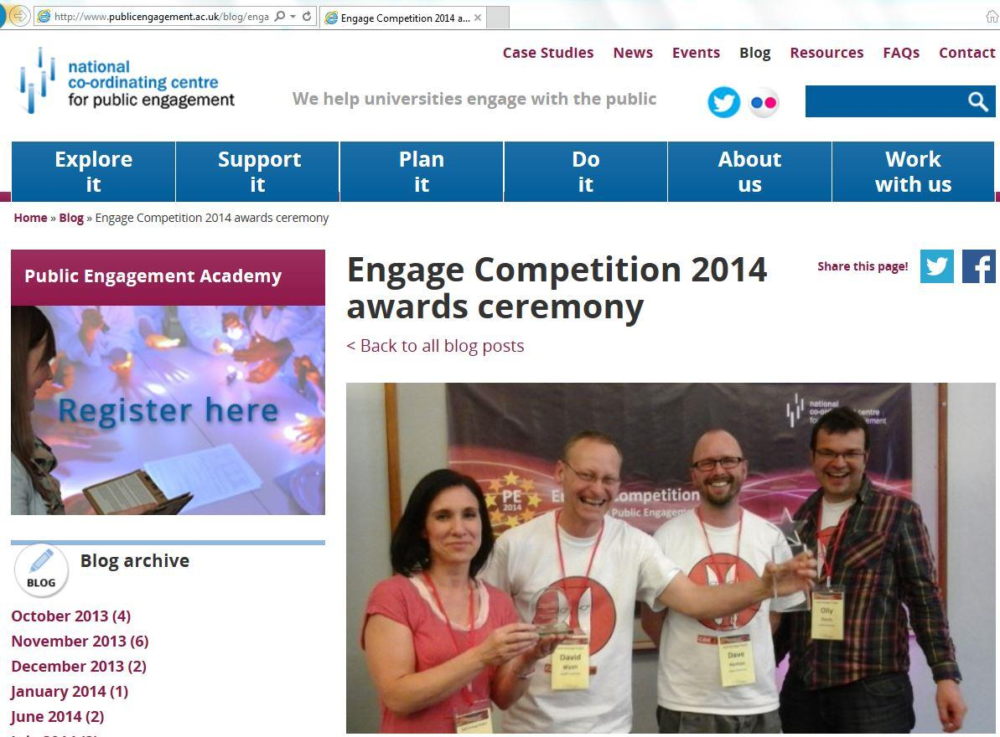 http://www.publicengagement.ac.uk/blog/enga
Engage Competition 2014 a...
Case Studies News Events Blog Resources FAQs Contact
national
co-ordinating centre
for public engagement
We help universities engage with the public
Explore it
Support it
Plan it
Do it
About us
Work with us
Home » Blog » Engage Competition 2014 awards ceremony
Public Engagement Academy
Register here
Engage Competition 2014
awards ceremony
Share this page!
< Back to all blog posts
national
centre
PE
2014
Competition
Public
David
Wyatt
Dave
Olly
BLOG
Blog archive
October 2013 (4)
November 2013 (6)
December 2013 (2)
January 2014 (1)
June 2014 (2)